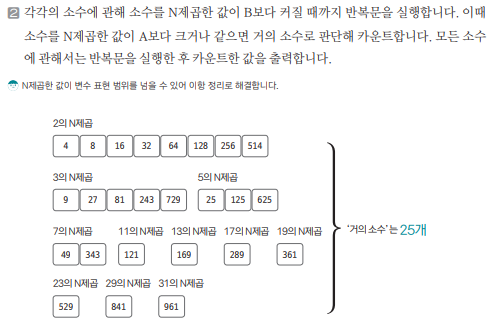 2 각각의 소수에 관해 소수를 N제곱한 값이 B보다 커질 때까지 반복문을 실행합니다. 이때
소수를 N제곱한 값이 A보다 크거나 같으면 거의 소수로 판단해 카운트합니다. 모든 소수
에 관해서는 반복문을 실행한 후 카운트한 값을 출력합니다.
N제곱한 값이 변수 표현 범위를 넘을 수 있어 이항 정리로 해결합니다.
2의 N제곱
4 8 16 32 64 128 256 514
3의 N제곱 5의 N제곱
9 27 81 243 729 25 125 625
'거의 소수'는 25개
7의 N제곱 11의 N제곱 13의 N제곱 17의 N제곱 19의 N제곱
49 343 121 169 289 361
23의 N제곱 29의 N제곱 31의 N제곱
529 841 961